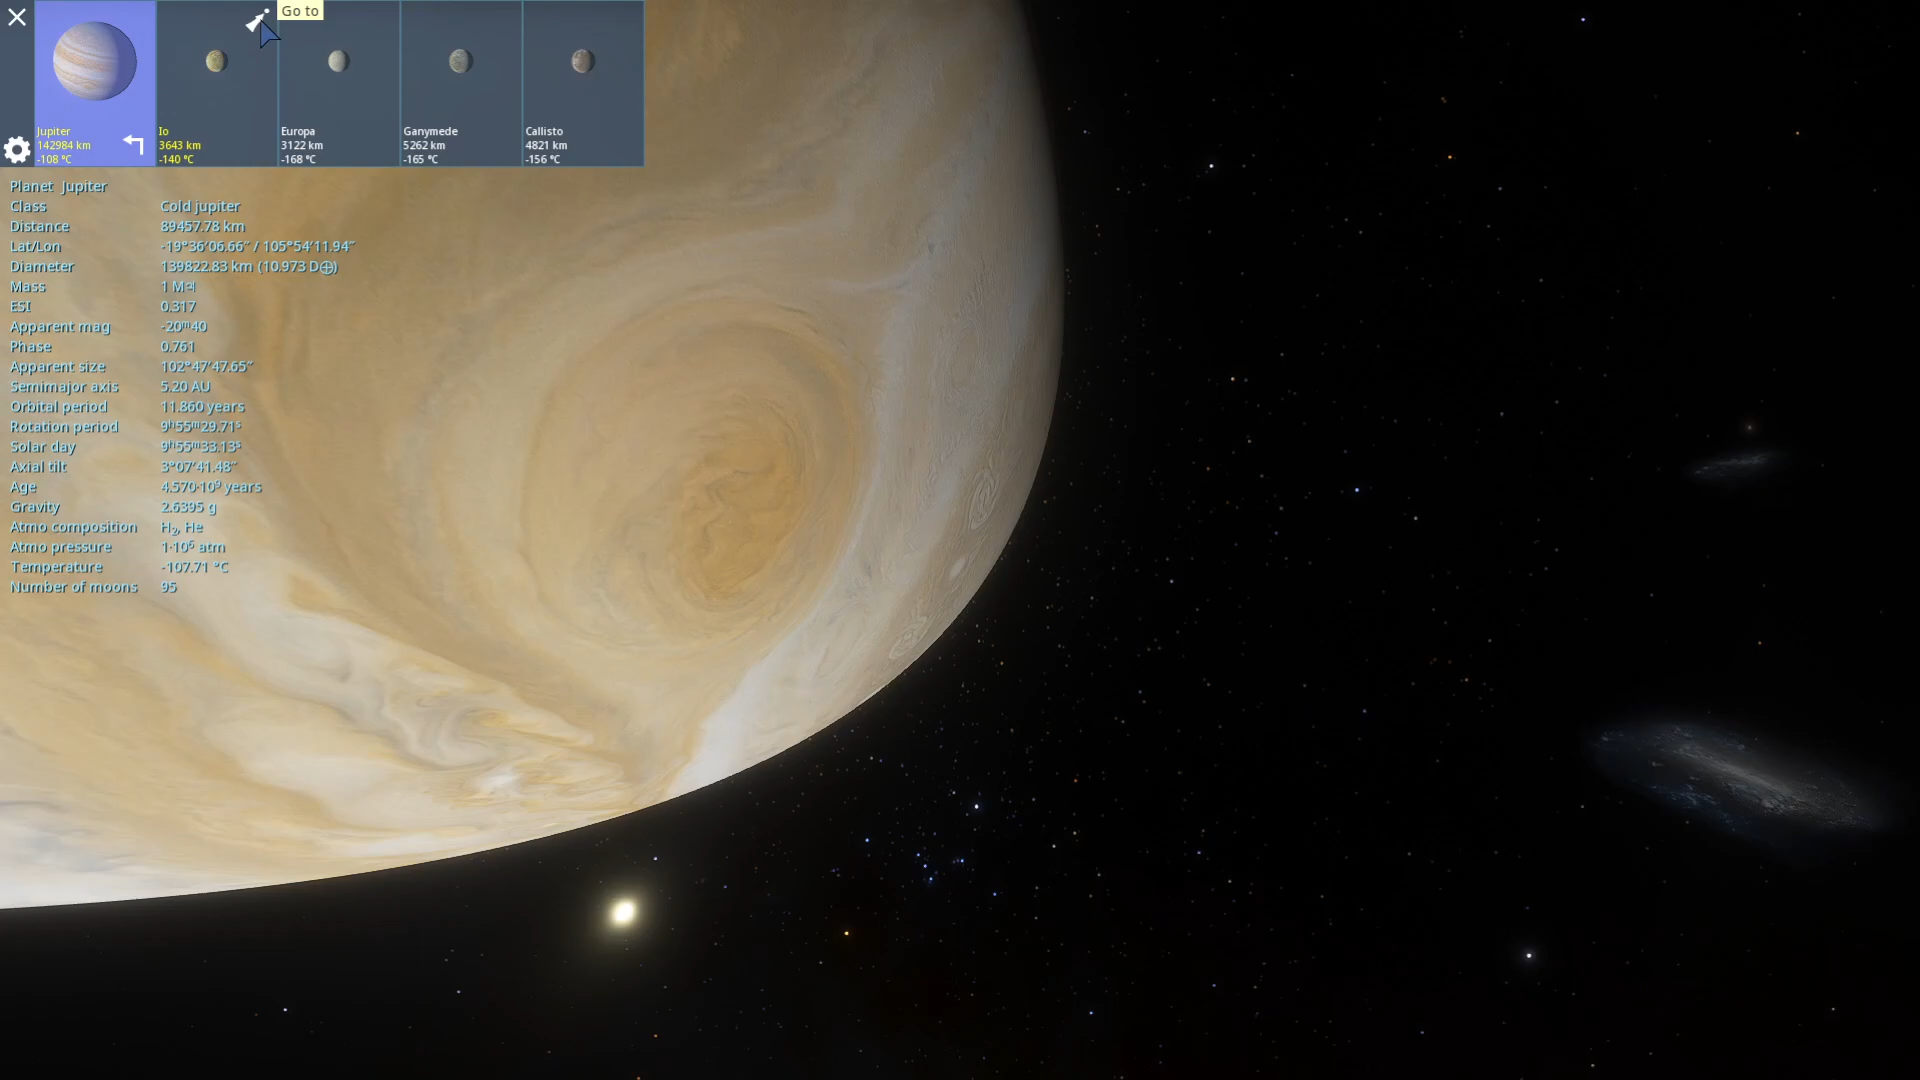 Go to
Jupiter
142984 km
-108 °C
Io
3643 km
-140 °C
Europa
3122 km
-168 °C
Ganymede
5262 km
-165 °C
Callisto
4821 km
-156 °C
Planet Jupiter
Class Cold jupiter
Distance 89457.78 km
Lat/Lon -19°36′06.66″ / 105°54′11.94″
Diameter 139822.83 km (10.973 D⊕)
Mass 1 M♃
ESI 0.317
Apparent mag -20ᵐ40
Phase 0.761
Apparent size 102°47′47.65″
Semimajor axis 5.20 AU
Orbital period 11.860 years
Rotation period 9ʰ55ᵐ29.71ˢ
Solar day 9ʰ55ᵐ33.13ˢ
Axial tilt 3°07′41.48″
Age 4.570·10⁹ years
Gravity 2.6395 g
Atmo composition H₂, He
Atmo pressure 1·10⁶ atm
Temperature -107.71 °C
Number of moons 95